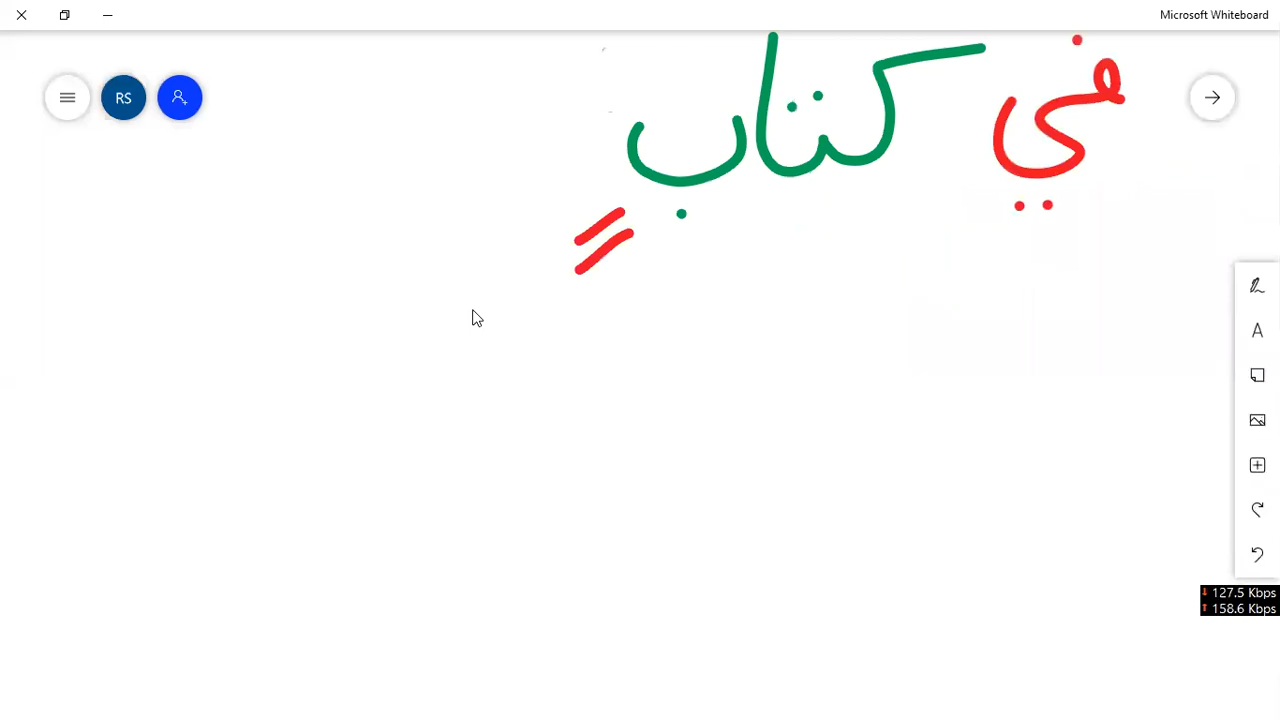 Microsoft Whiteboard
RS
في كتابٍ
127.5 Kbps
158.6 Kbps